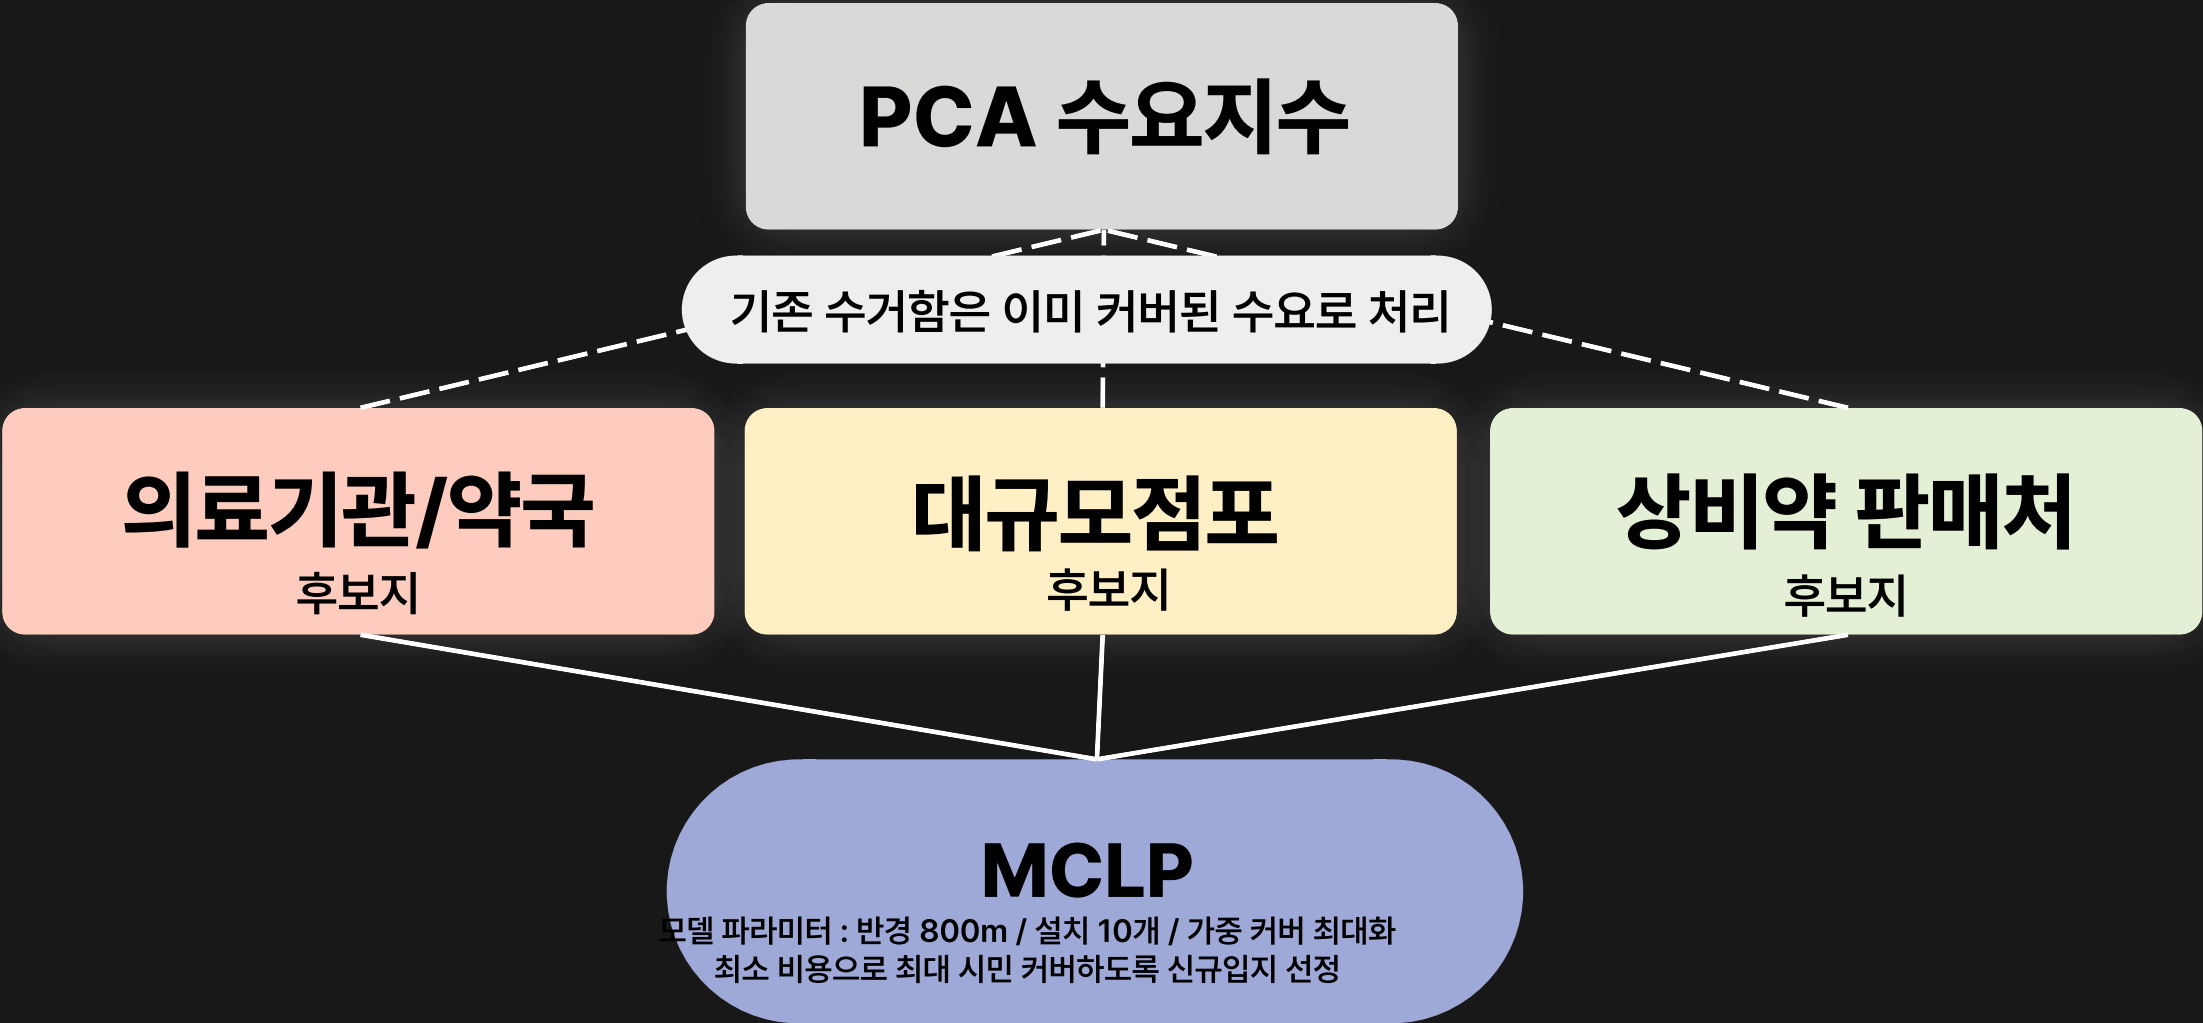 PCA 수요지수
기존 수거함은 이미 커버된 수요로 처리
의료기관/약국
후보지
대규모점포
후보지
상비약 판매처
후보지
MCLP
모델 파라미터 : 반경 800m / 설치 10개 / 가중 커버 최대화
최소 비용으로 최대 시민 커버하도록 신규입지 선정